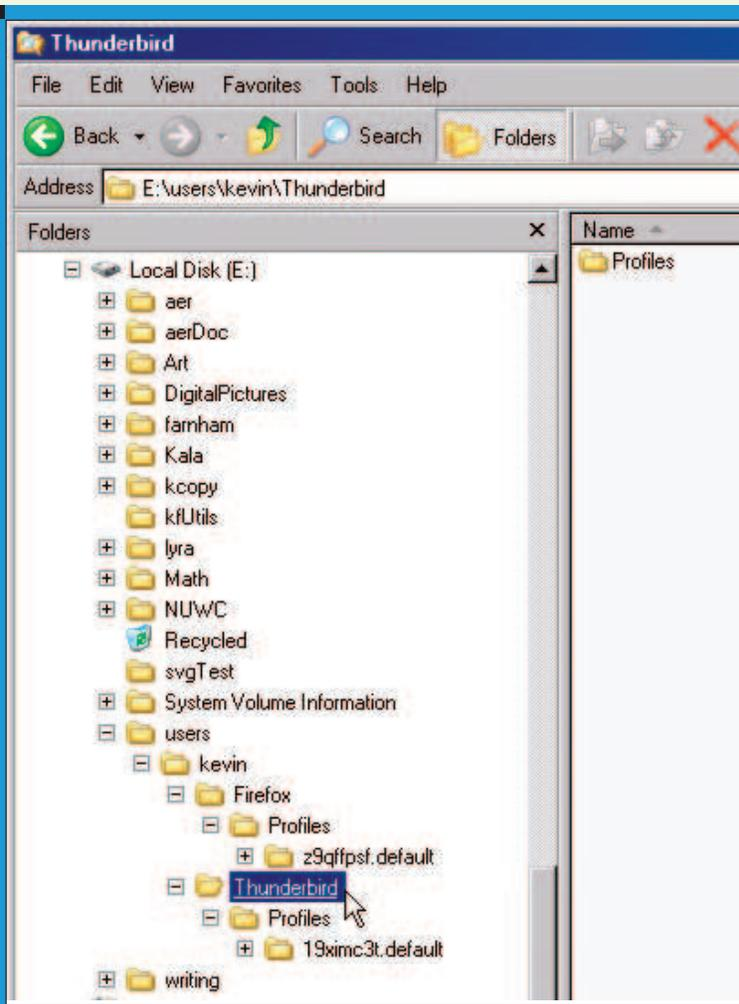 Thunderbird
File Edit View Favorites Tools Help
Back Search Folders
Address E:\users\kevin\Thunderbird
Folders
Name
Local Disk (E:)
Profiles
aer
aerDoc
Art
DigitalPictures
farnham
Kala
kcopy
kfUtils
lyra
Math
NUWC
Recycled
svgTest
System Volume Information
users
kevin
Firefox
Profiles
z9qffpsf.default
Thunderbird
Profiles
19ximc3t.default
writing